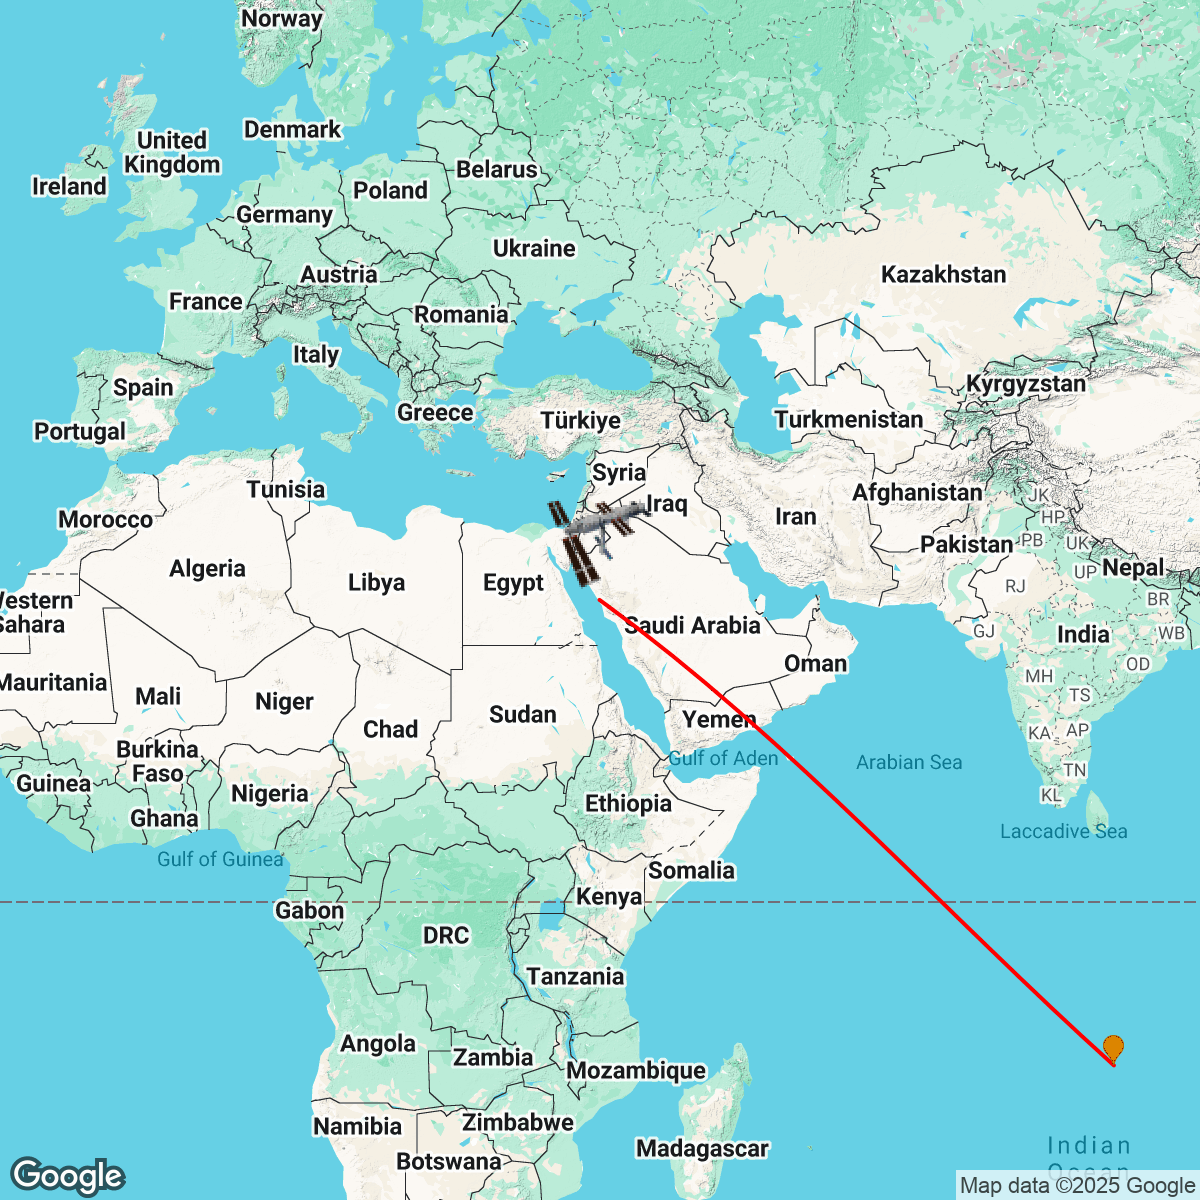 Norway
United
Kingdom
Denmark
Ireland
Belarus
Poland
Germany
Ukraine
Austria
Kazakhstan
France
Romania
Italy
Kyrgyzstan
Spain
Greece
Türkiye
Turkmenistan
Portugal
Syria
Tunisia
Afghanistan
JK
Iraq
Morocco
Iran
HP
Pakistan
PB
UK
Algeria
Libya
Egypt
UP
Nepal
RJ
BR
Western
Sahara
Saudi Arabia
GJ
India
WB
Oman
OD
Mauritania
Mali
Niger
MH
TS
Chad
Sudan
Yemen
KA
AP
Burkina
Faso
Gulf of Aden
Arabian Sea
TN
Guinea
Nigeria
Ethiopia
KL
Ghana
Laccadive Sea
Gulf of Guinea
Somalia
Kenya
Gabon
DRC
Tanzania
Angola
Zambia
Mozambique
Namibia
Zimbabwe
Madagascar
Botswana
Indian
Ocean
Google
Map data ©2025 Google